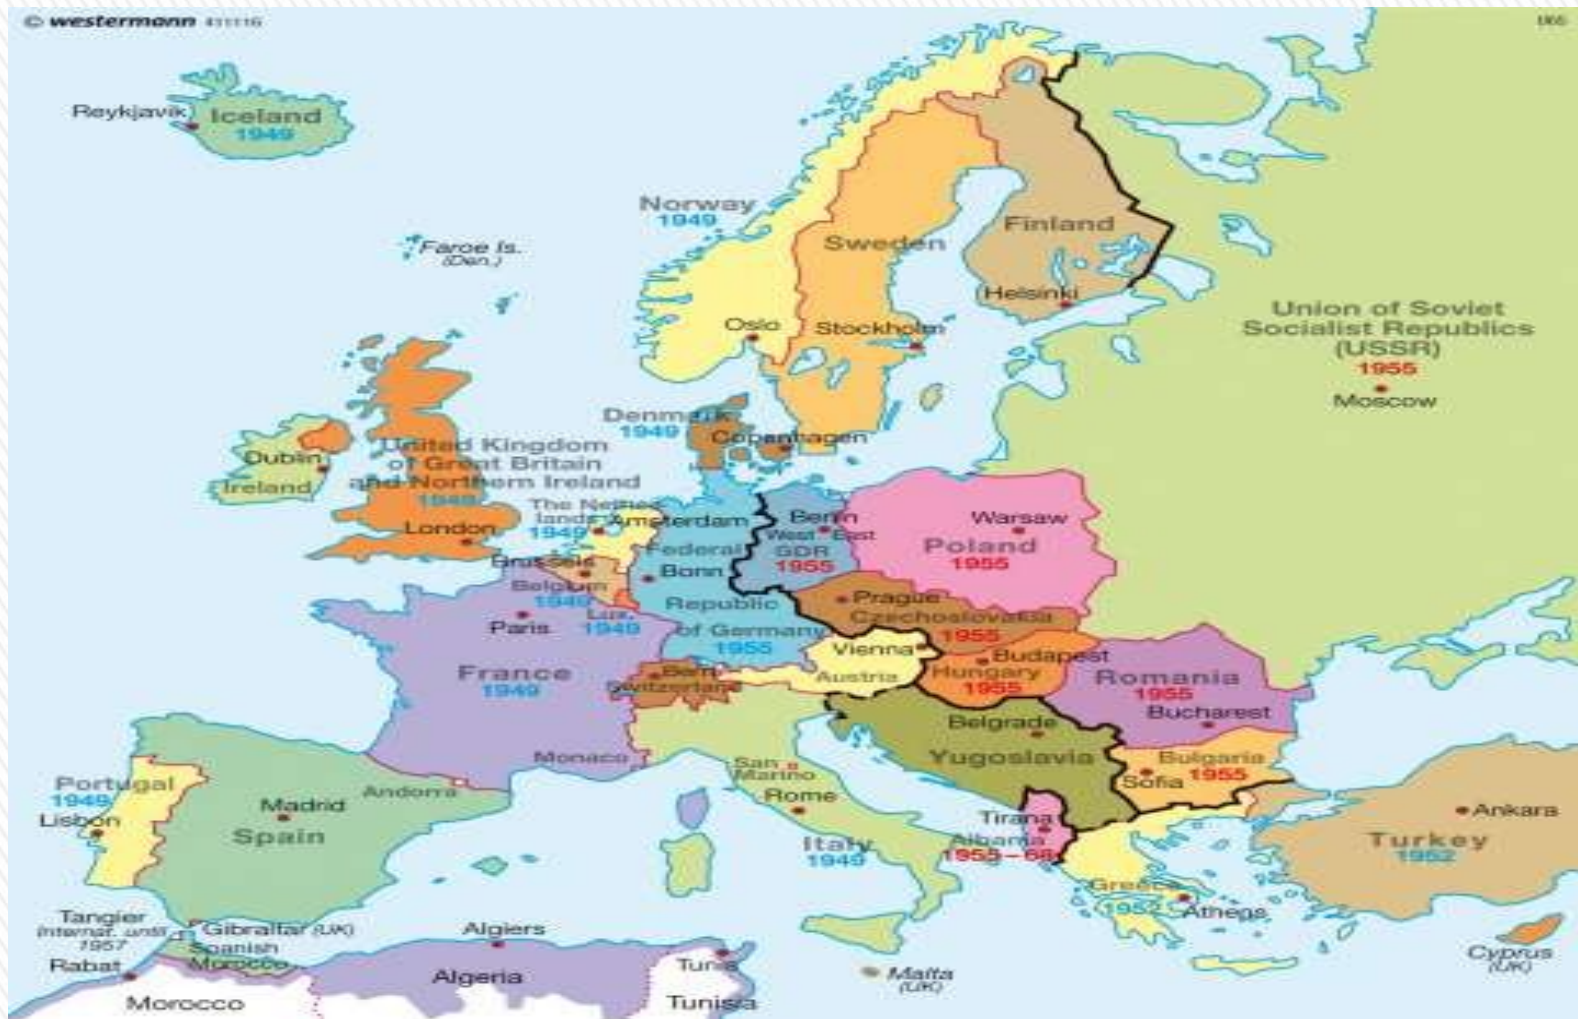 © westermann 411116
Reykjavik
Iceland
1949
Norway
1949
Faroe Is.
(Den.)
Sweden
Finland
Helsinki
Oslo
Stockholm
Union of Soviet
Socialist Republics
(USSR)
1955
Moscow
Denmark
1949
Copenhagen
Dublin
Ireland
United Kingdom
of Great Britain
and Northern Ireland
1949
London
The Nether-
lands
1949
Amsterdam
Brussels
Belgium
1949
Lux.
1949
Federal
Bonn
Republic
of Germany
1955
Berlin
West East
GDR
1955
Warsaw
Poland
1955
Prague
Czechoslovakia
1955
Paris
France
1949
Bern
Switzerland
Vienna
Austria
Budapest
Hungary
1955
Romania
1955
Bucharest
Belgrade
Yugoslavia
Bulgaria
1955
Sofia
Monaco
San
Marino
Rome
Italy
1949
Tirana
Albania
1955–68
Portugal
1949
Lisbon
Andorra
Madrid
Spain
Ankara
Turkey
1952
Greece
1952
Athens
Cyprus
(UK)
Tangier
Internat. until
1957
Gibraltar (UK)
Spanish
Morocco
Rabat
Morocco
Algiers
Algeria
Tunis
Tunisia
Malta
(UK)